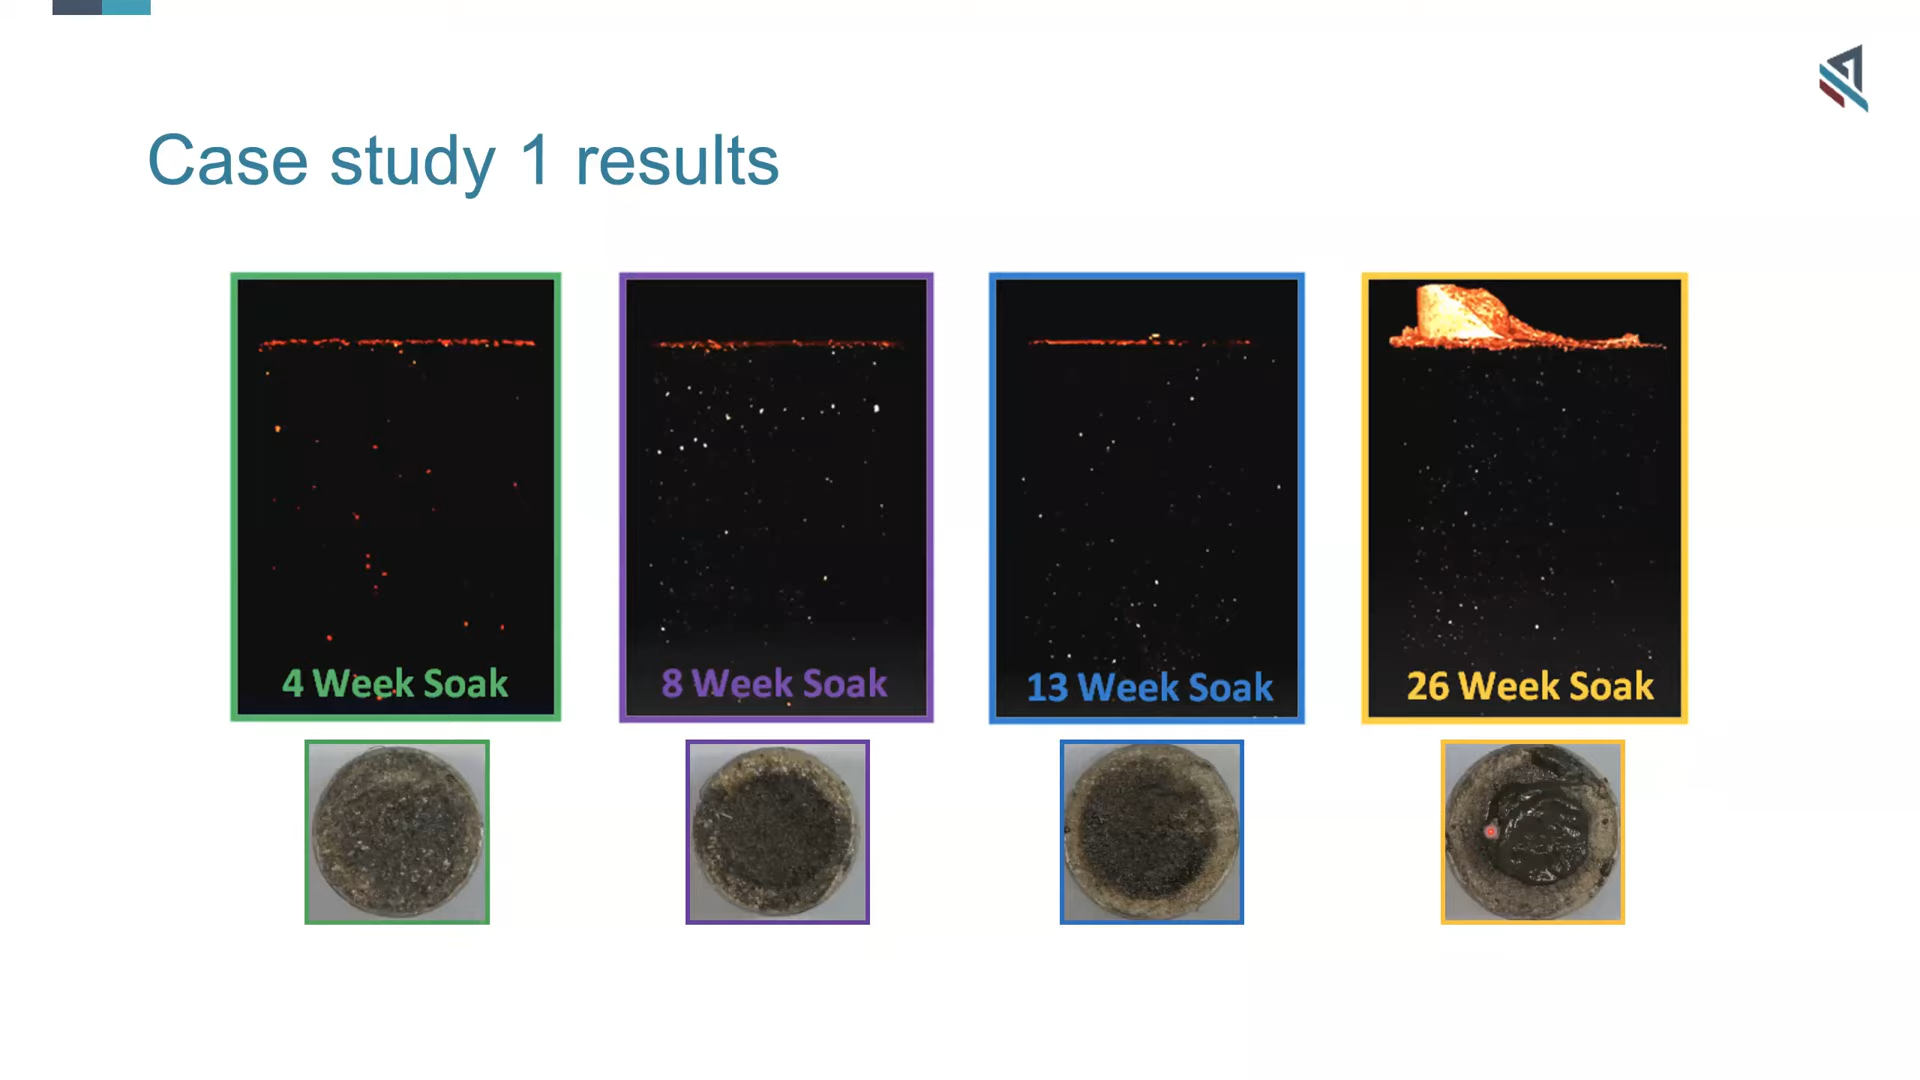 Case study 1 results
4 Week Soak
8 Week Soak
13 Week Soak
26 Week Soak